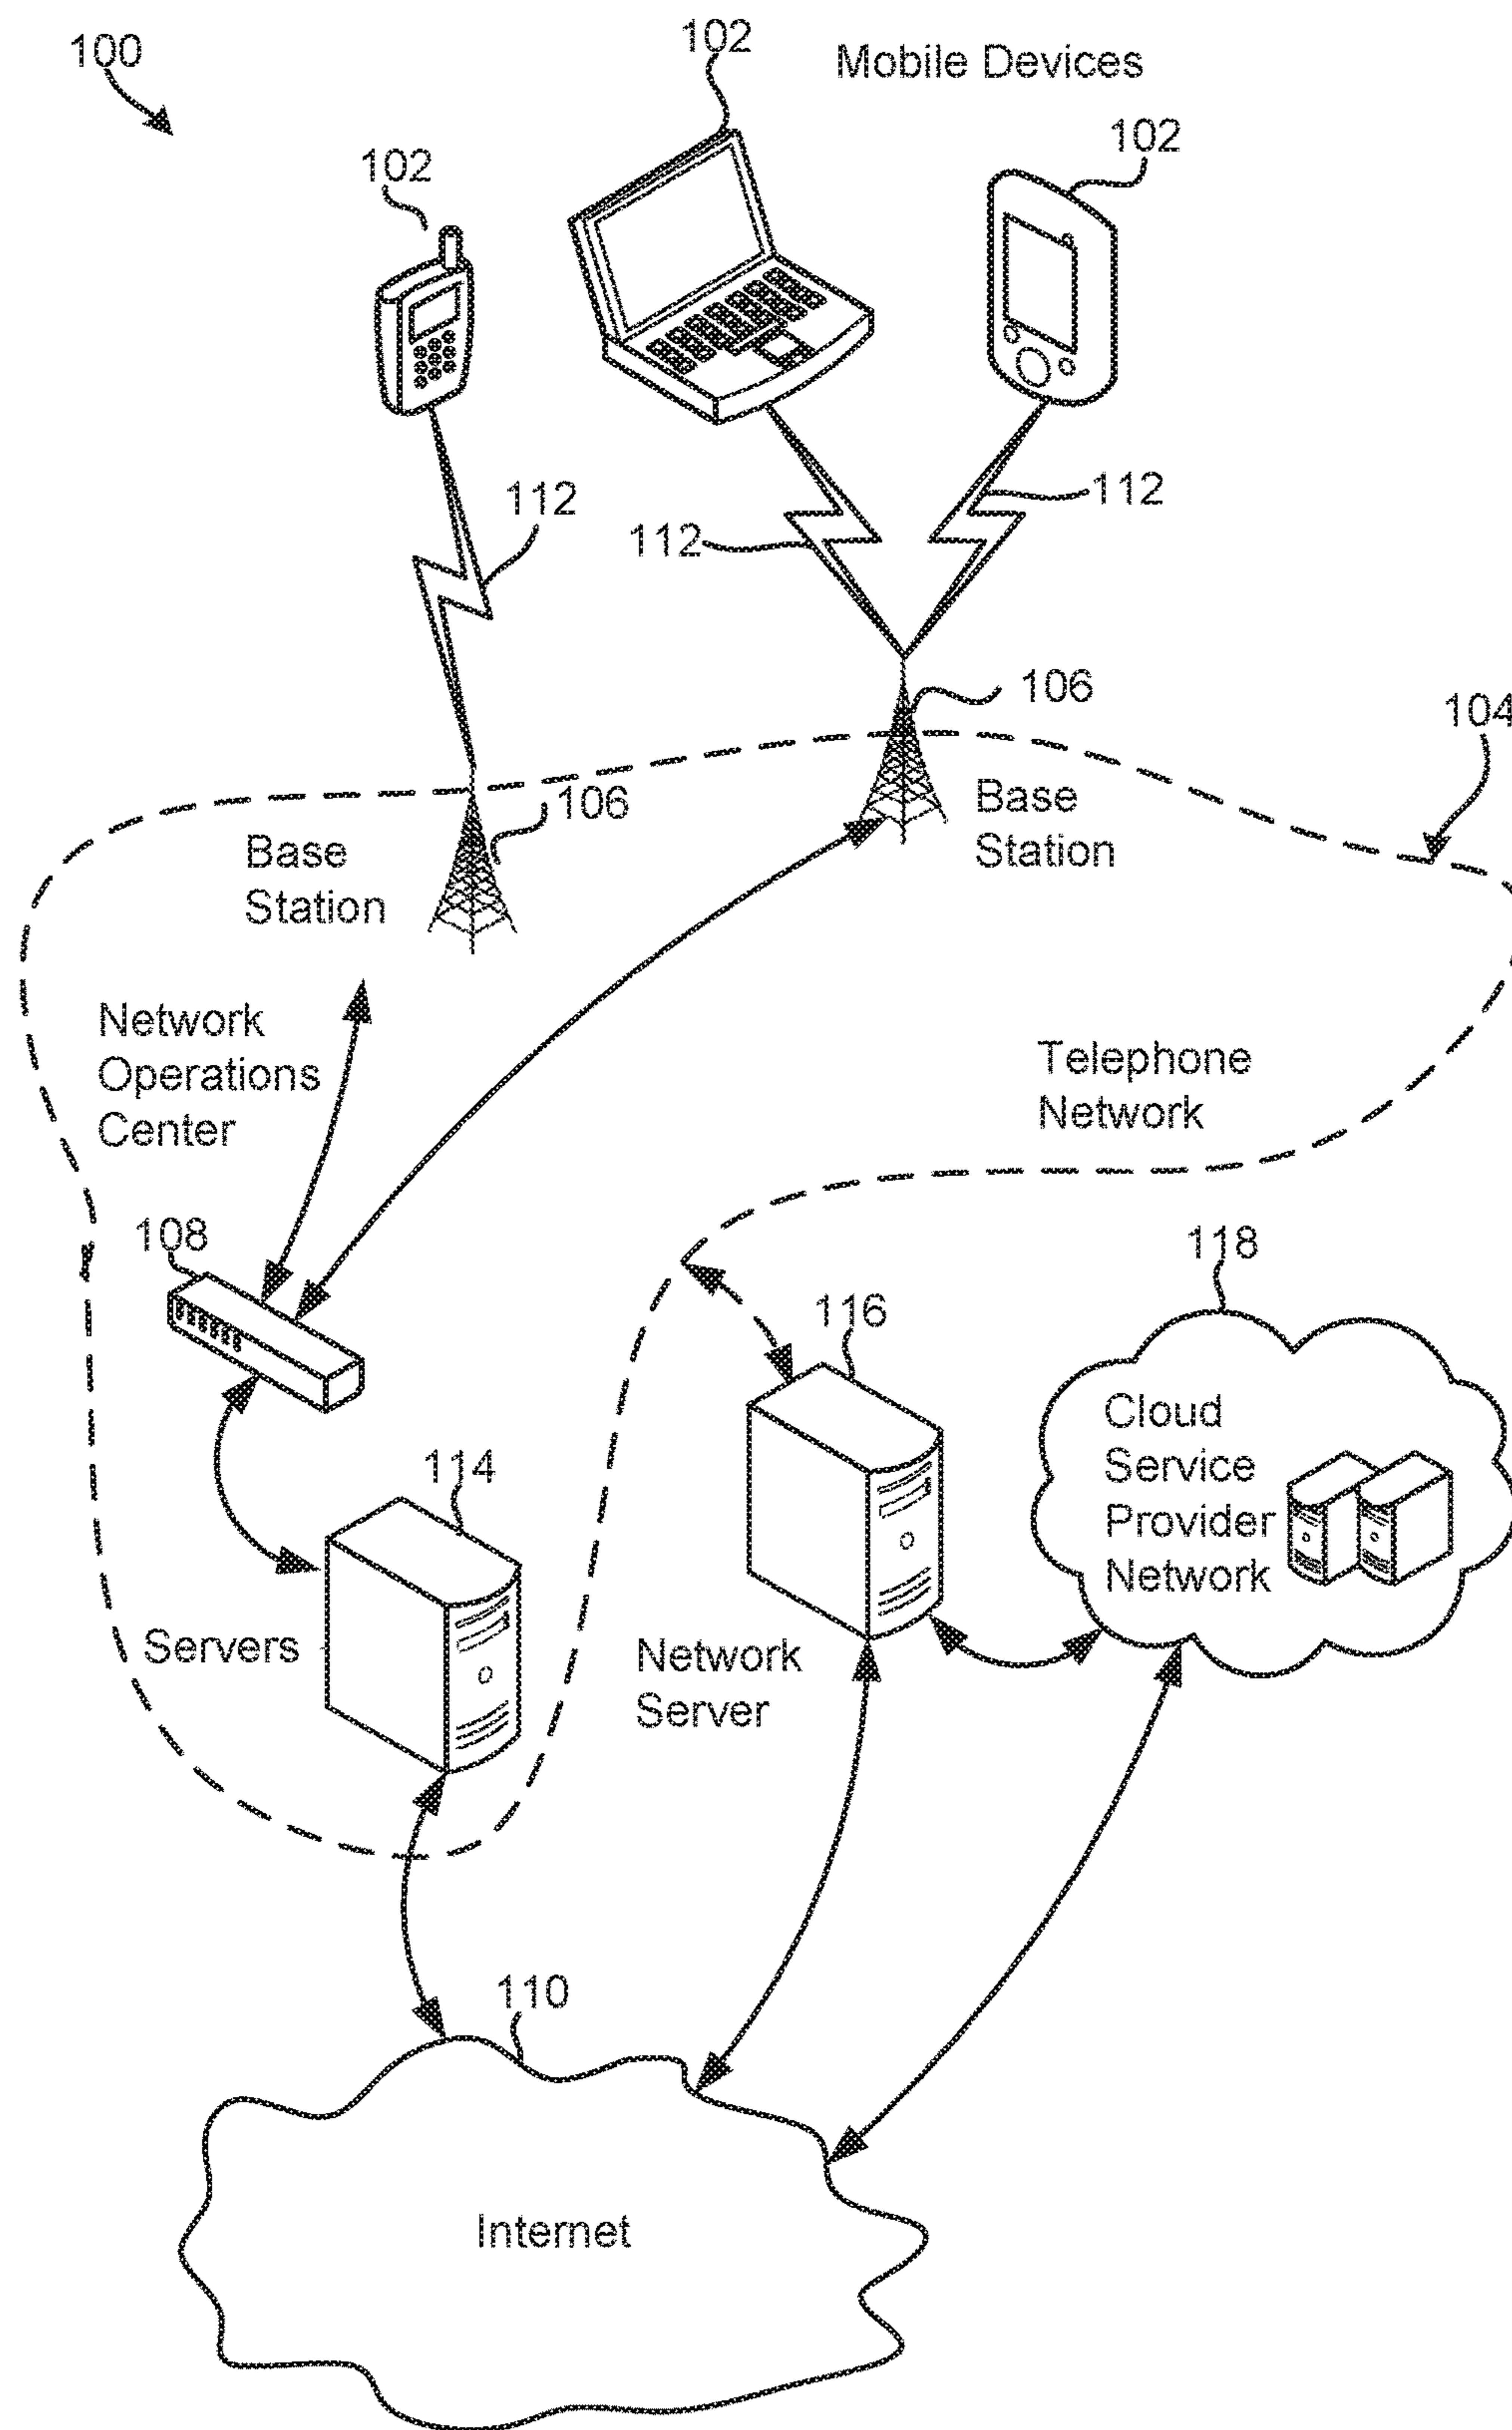 100
102
Mobile Devices
102
102
112
112
112
106
104
106
Base
Station
Base
Station
Network
Operations
Center
Telephone
Network
108
118
116
Cloud
Service
Provider
Network
114
Servers
Network
Server
110
Internet